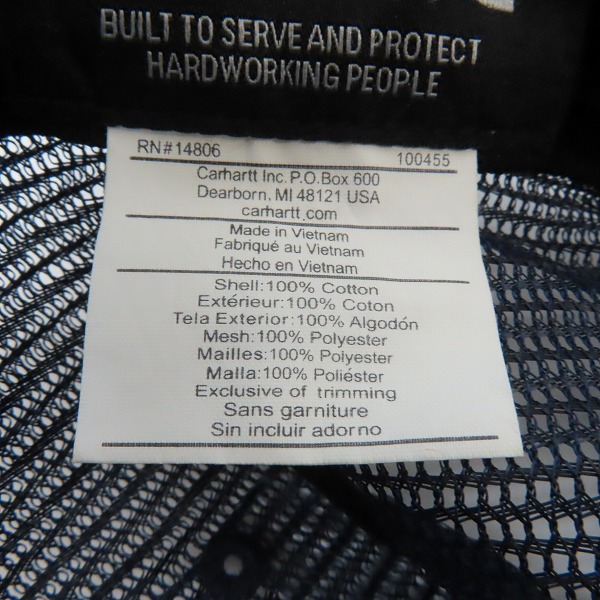 BUILT TO SERVE AND PROTECT
HARDWORKING PEOPLE
RN#14806 100455
Carhartt Inc. P.O.Box 600
Dearborn, MI 48121 USA
carhartt.com
Made in Vietnam
Fabriqué au Vietnam
Hecho en Vietnam
Shell:100% Cotton
Extérieur:100% Coton
Tela Exterior:100% Algodón
Mesh:100% Polyester
Mailles:100% Polyester
Malla:100% Poliéster
Exclusive of trimming
Sans garniture
Sin incluir adorno